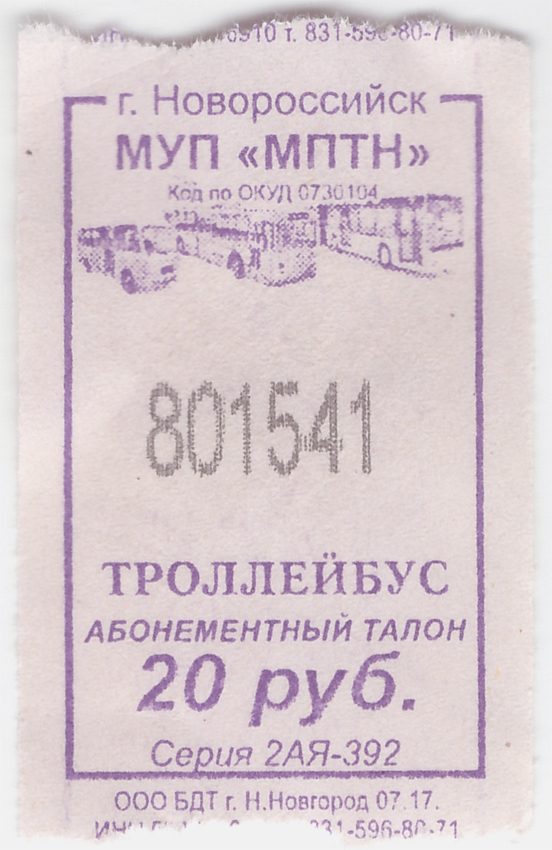 6910 т. 831-596-80-71
г. Новороссийск
МУП «МПТН»
Код по ОКУД 0730104
801541
ТРОЛЛЕЙБУС
АБОНЕМЕНТНЫЙ ТАЛОН
20 руб.
Серия 2АЯ-392
ООО БДТ г. Н.Новгород 07.17.
831-596-80-71